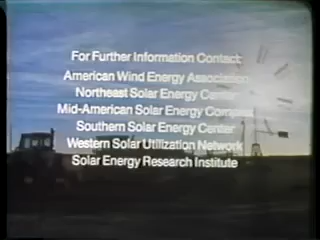 For Further Information Contact:
American Wind Energy Association
Northeast Solar Energy Center
Mid-American Solar Energy Complex
Southern Solar Energy Center
Western Solar Utilization Network
Solar Energy Research Institute